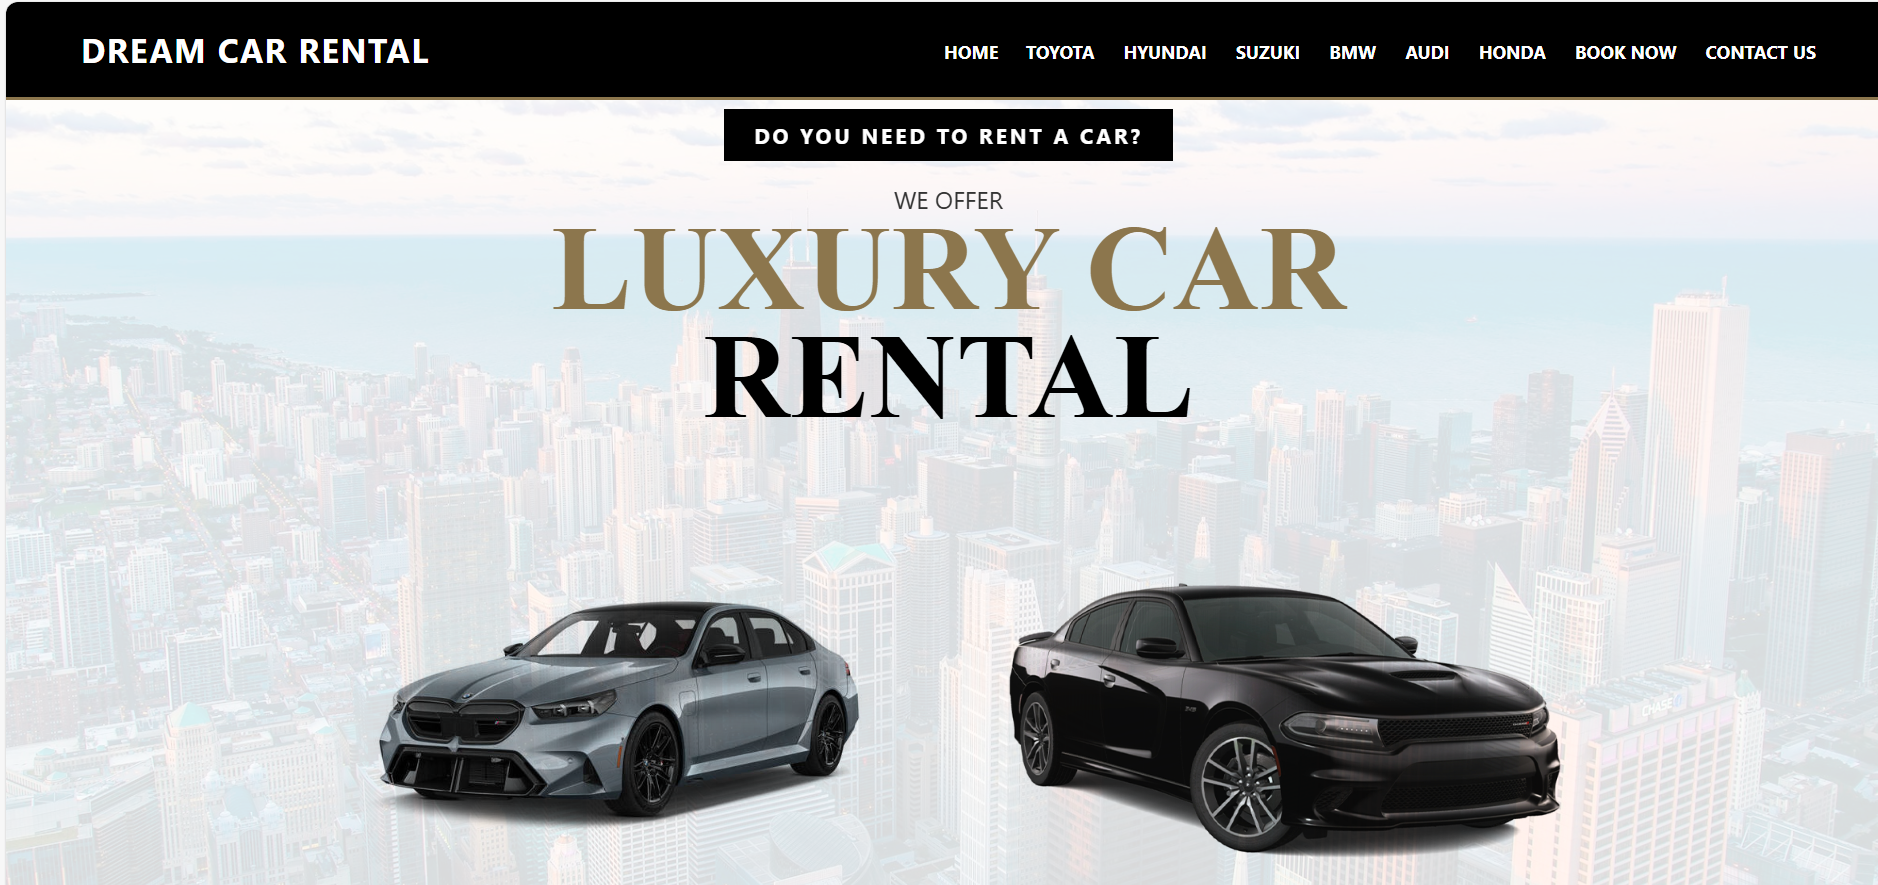 DREAM CAR RENTAL
HOME TOYOTA HYUNDAI SUZUKI BMW AUDI HONDA BOOK NOW CONTACT US
DO YOU NEED TO RENT A CAR?
WE OFFER
LUXURY CAR
RENTAL
CHASE